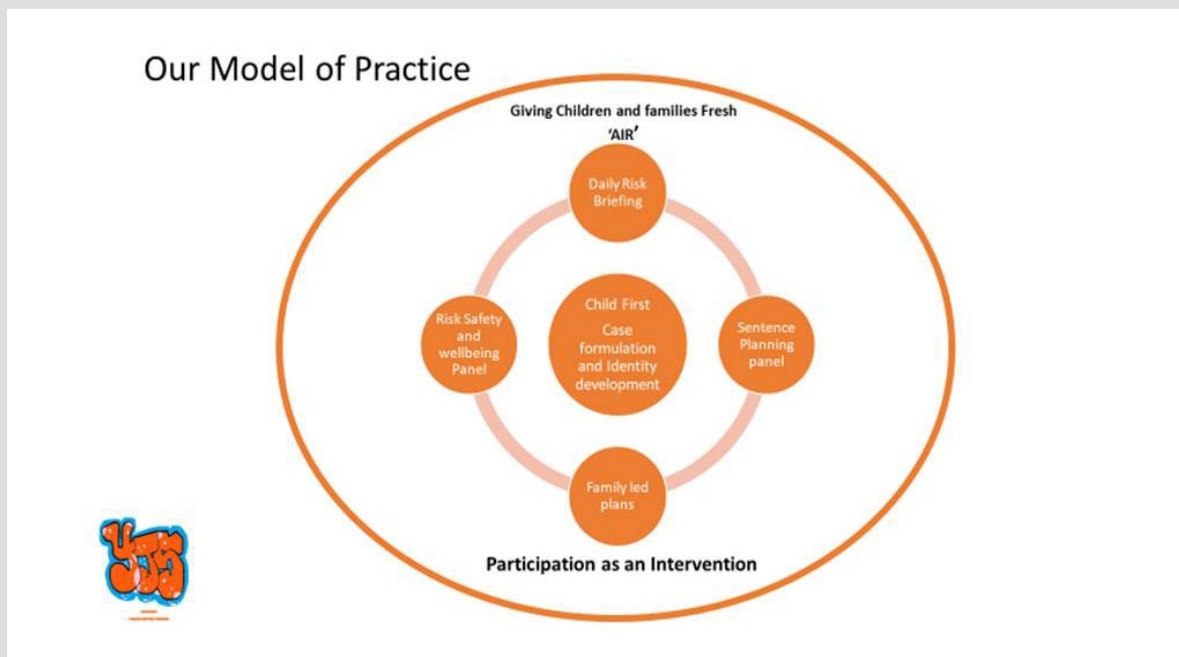 Our Model of Practice
Giving Children and families Fresh
'AIR'
Daily Risk
Briefing
Risk Safety
and
wellbeing
Panel
Child First
Case
formulation
and Identity
development
Sentence
Planning
panel
Family led
plans
Participation as an Intervention
YJS